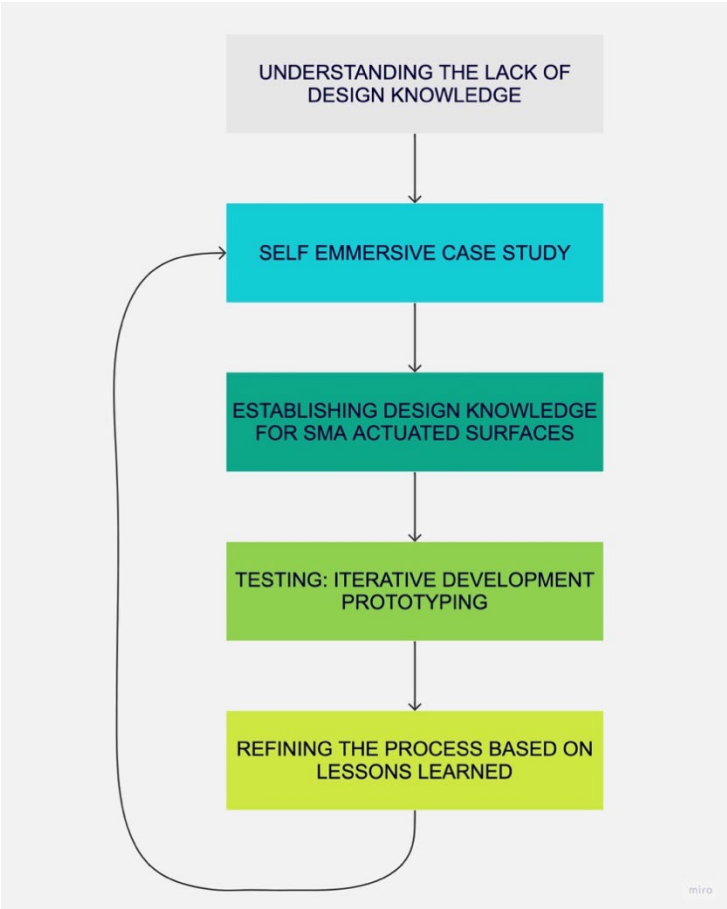 UNDERSTANDING THE LACK OF
DESIGN KNOWLEDGE
SELF EMMERSIVE CASE STUDY
ESTABLISHING DESIGN KNOWLEDGE
FOR SMA ACTUATED SURFACES
TESTING: ITERATIVE DEVELOPMENT
PROTOTYPING
REFINING THE PROCESS BASED ON
LESSONS LEARNED
miro